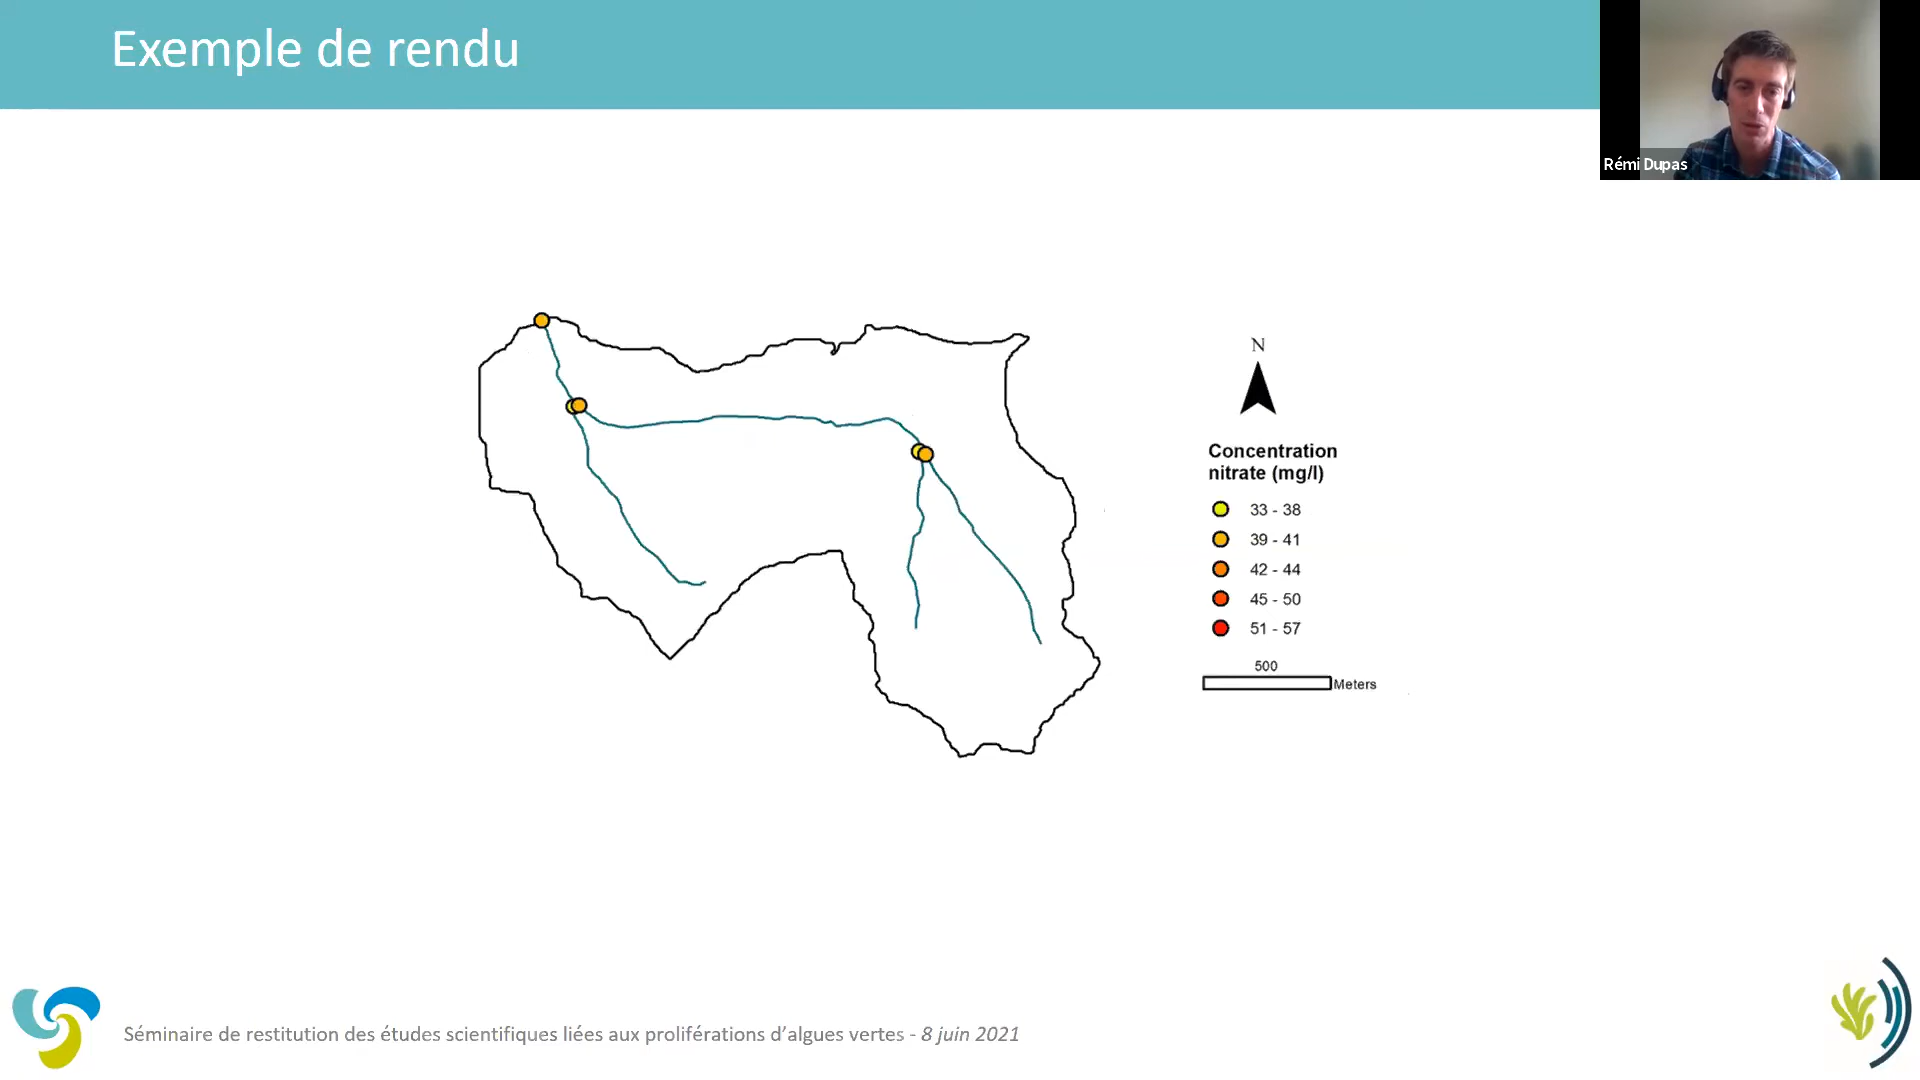 Exemple de rendu
Rémi Dupas
N
Concentration
nitrate (mg/l)
33 - 38
39 - 41
42 - 44
45 - 50
51 - 57
500
Meters
Séminaire de restitution des études scientifiques liées aux proliférations d’algues vertes - 8 juin 2021